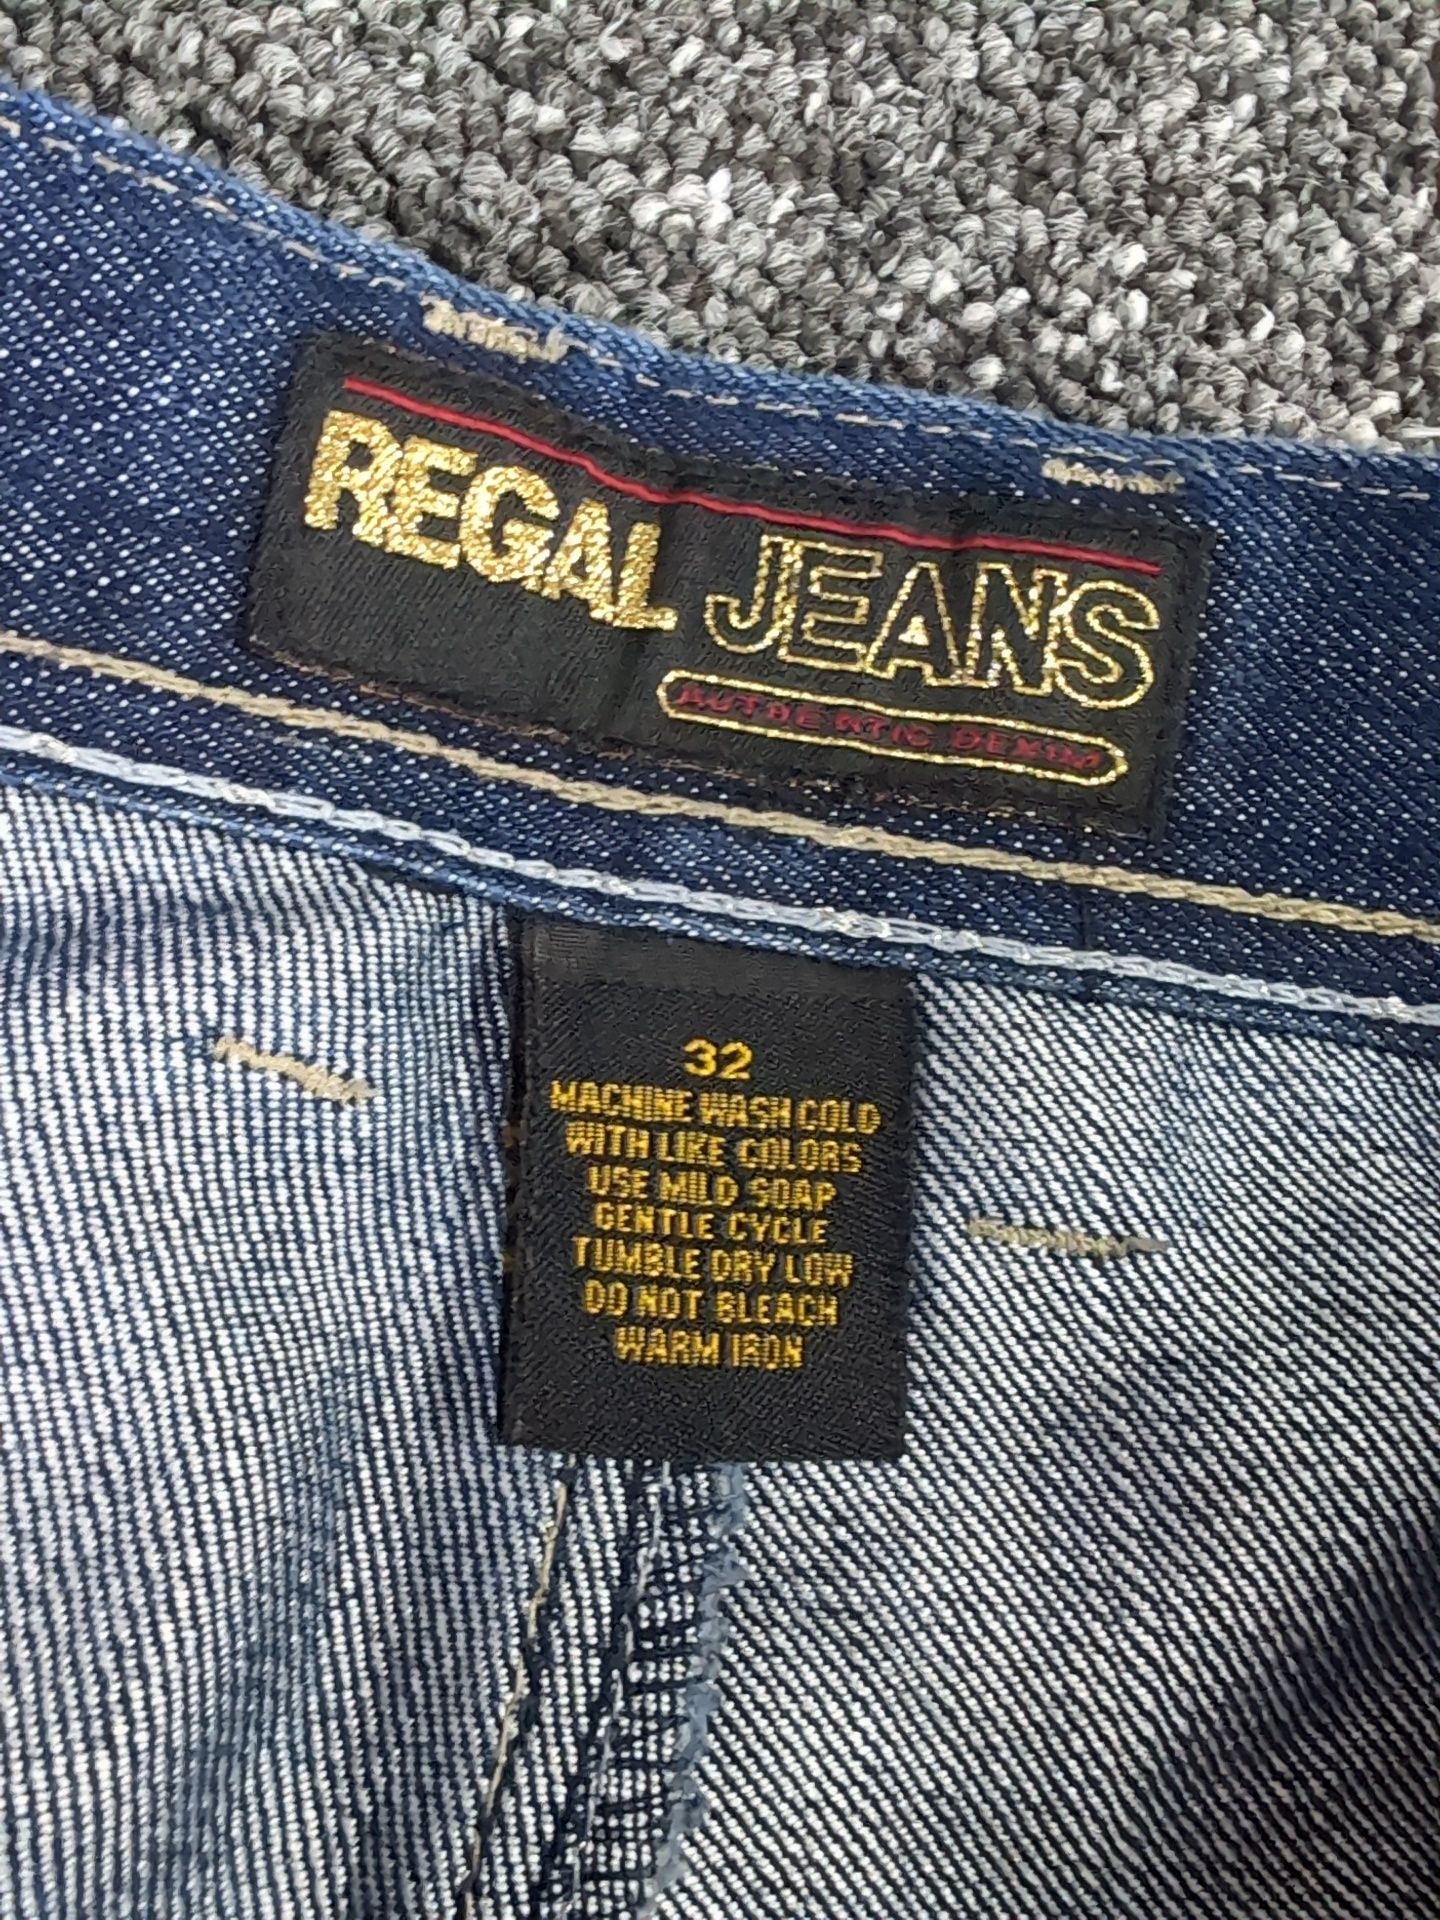 REGAL JEANS
AUTHENTIC DENIM
32
MACHINE WASH COLD
WITH LIKE COLORS
USE MILD SOAP
GENTLE CYCLE
TUMBLE DRY LOW
DO NOT BLEACH
WARM IRON